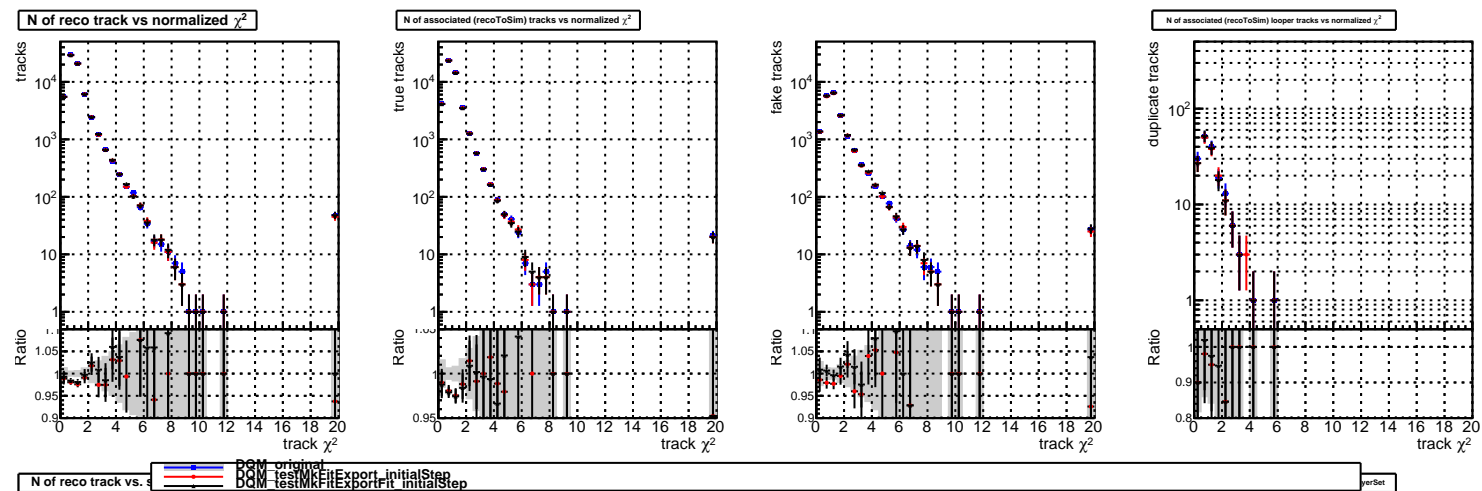 N of reco track vs normalized χ²
N of associated (recoToSim) tracks vs normalized χ²
N of associated (recoToSim) looper tracks vs normalized χ²
tracks
10⁴
10³
10²
10
1
Ratio
1.1
1.05
1
0.95
0.9
0 2 4 6 8 10 12 14 16 18 20
track χ²
true tracks
10⁴
10³
10²
10
1
Ratio
1.05
1
0.95
0 2 4 6 8 10 12 14 16 18 20
track χ²
fake tracks
10⁴
10³
10²
10
1
Ratio
1.1
1.05
1
0.95
0.9
0 2 4 6 8 10 12 14 16 18 20
track χ²
duplicate tracks
10²
10
1
Ratio
1
0.9
0.8
0 2 4 6 8 10 12 14 16 18 20
track χ²
N of reco track vs. s
DQM_original
DQM_testMkFitExport_initialStep
DQM_testMkFitExportFit_initialStep
yerSet